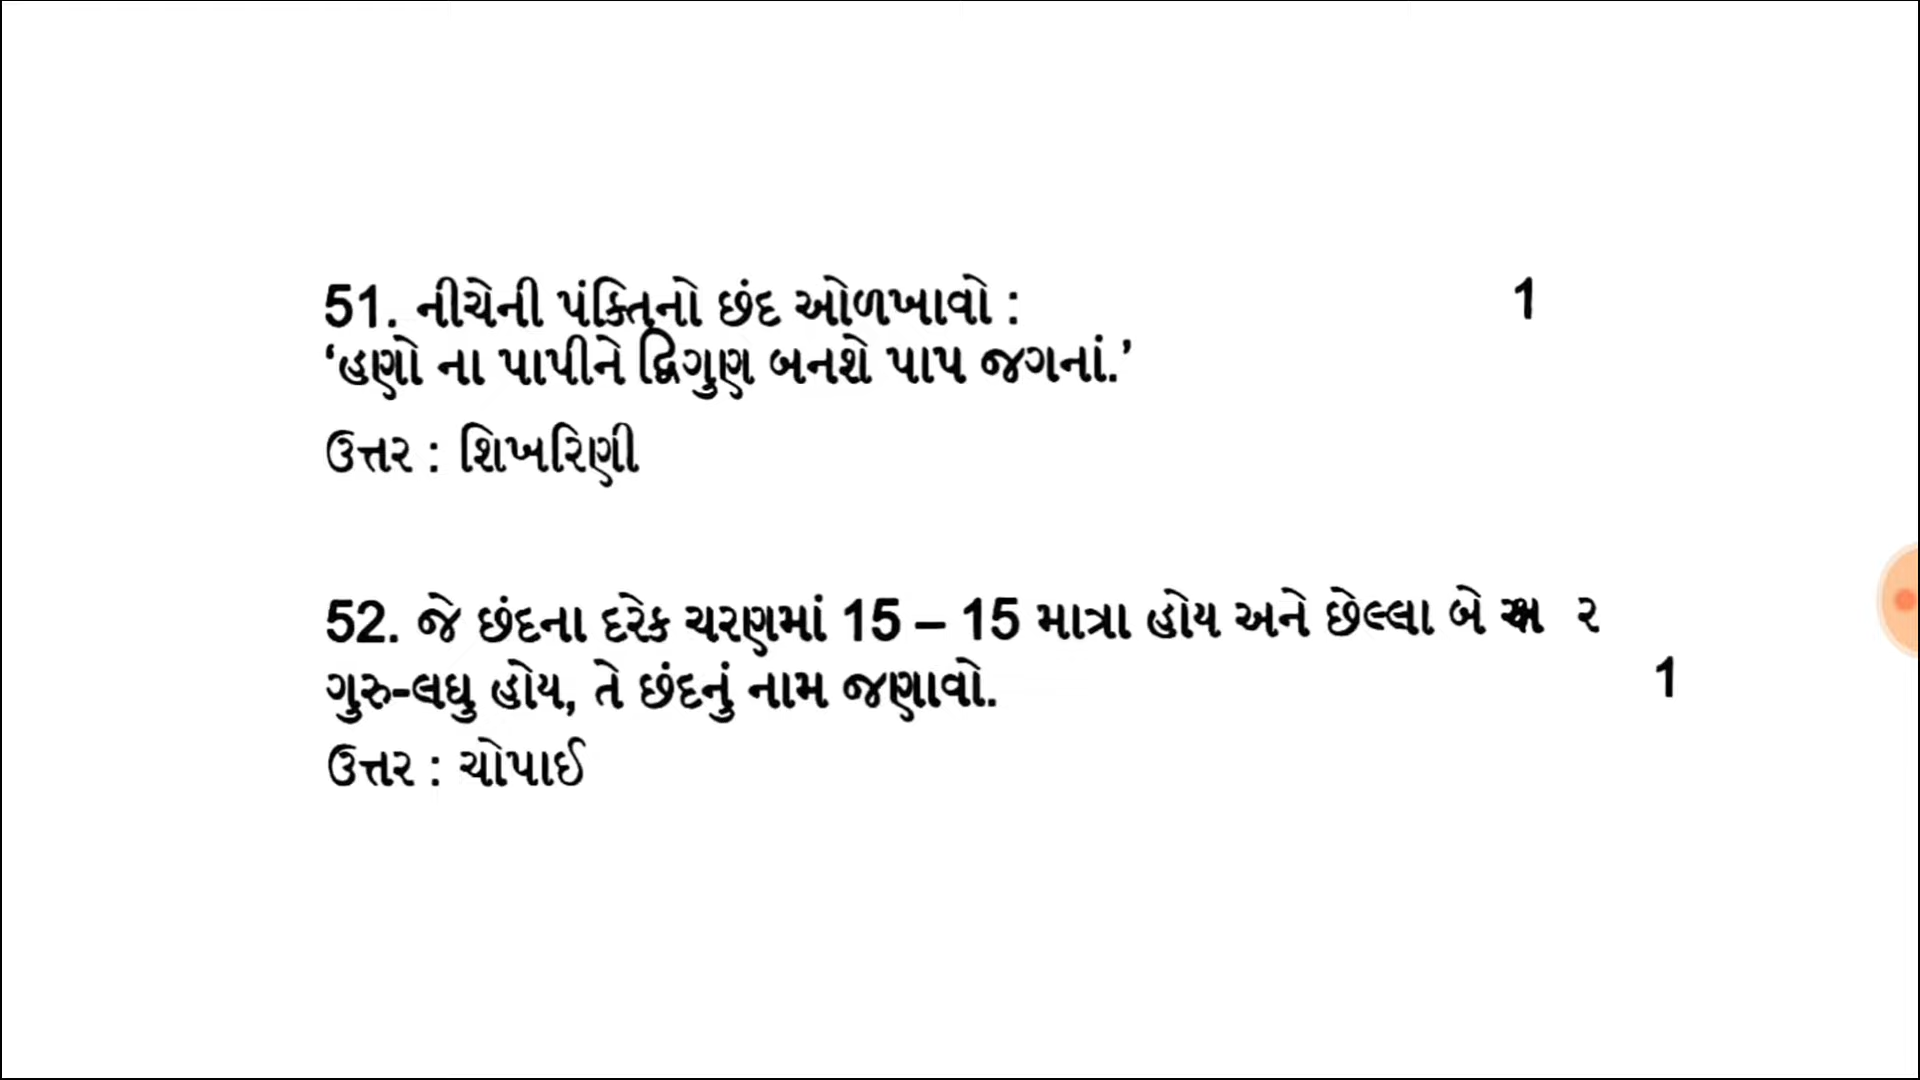 51. નીચેની પંક્તિનો છંદ ઓળખાવો : 1
‘હણો ના પાપીને દ્વિગુણ બનશે પાપ જગનાં.’
ઉત્તર : શિખરિણી
52. જે છંદના દરેક ચરણમાં 15 – 15 માત્રા હોય અને છેલ્લા બે
ગુરુ-લઘુ હોય, તે છંદનું નામ જણાવો. 1
ઉત્તર : ચોપાઈ